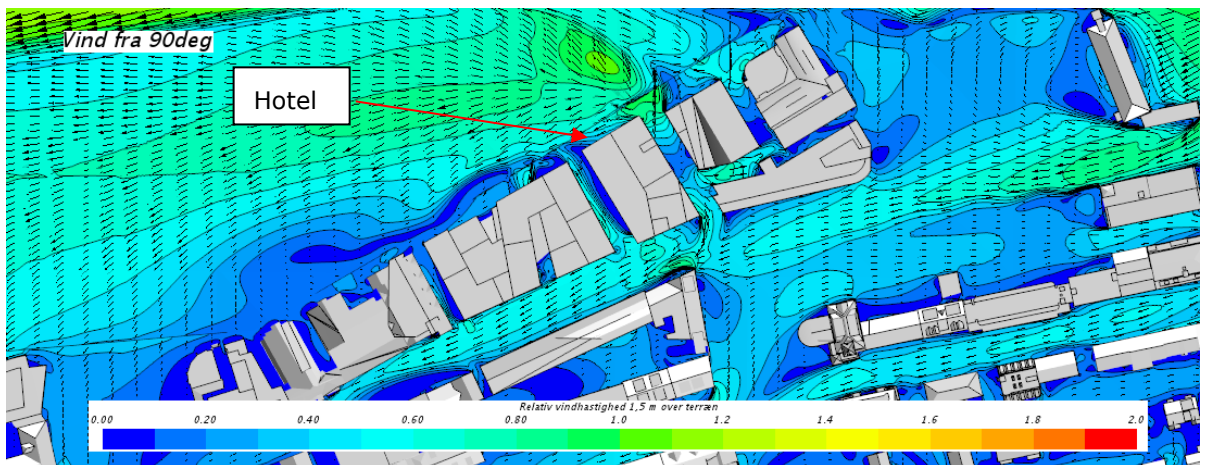 Vind fra 90deg
Hotel
Relativ vindhastighed 1,5 m over terræn
0.00 0.20 0.40 0.60 0.80 1.0 1.2 1.4 1.6 1.8 2.0